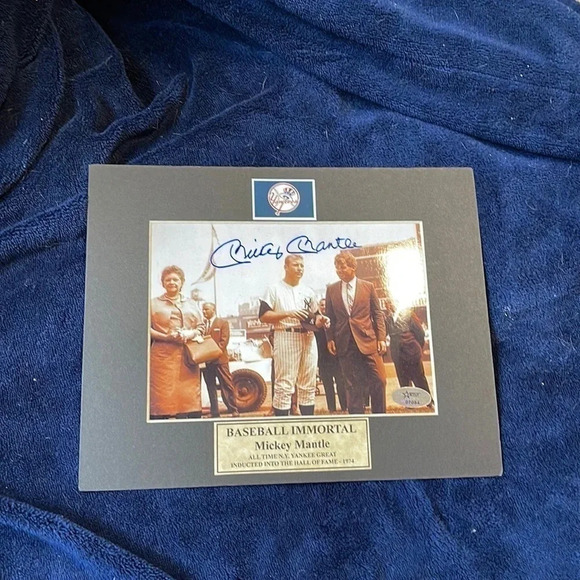 Mickey Mantle
BASEBALL IMMORTAL
Mickey Mantle
ALL TIME N.Y. YANKEE GREAT
INDUCTED INTO THE HALL OF FAME - 1974